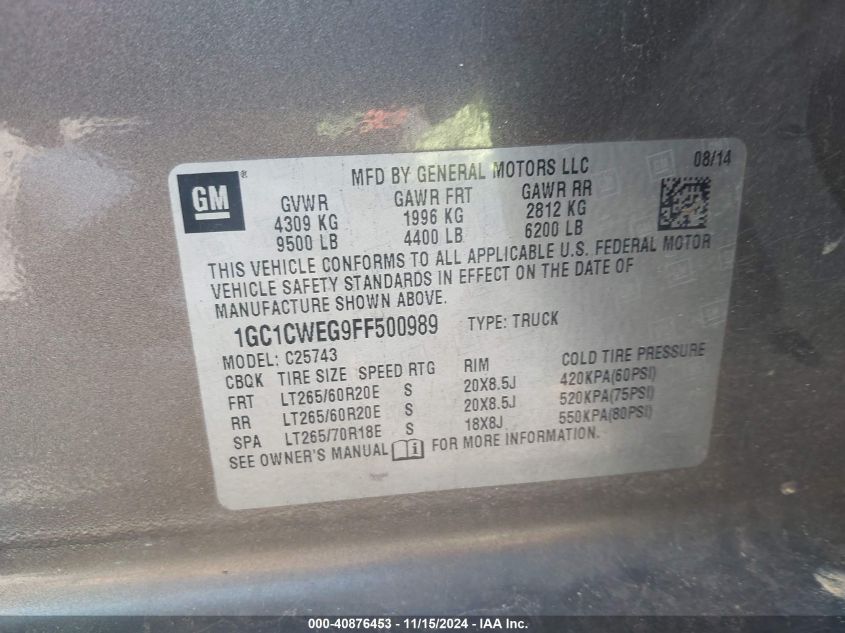 GM ®
MFD BY GENERAL MOTORS LLC 08/14
GVWR GAWR FRT GAWR RR
4309 KG 1996 KG 2812 KG
9500 LB 4400 LB 6200 LB
THIS VEHICLE CONFORMS TO ALL APPLICABLE U.S. FEDERAL MOTOR
VEHICLE SAFETY STANDARDS IN EFFECT ON THE DATE OF
MANUFACTURE SHOWN ABOVE.
1GC1CWEG9FF500989 TYPE: TRUCK
MODEL: C25743
CBQK TIRE SIZE SPEED RTG RIM COLD TIRE PRESSURE
FRT LT265/60R20E S 20X8.5J 420KPA(60PSI)
RR LT265/60R20E S 20X8.5J 520KPA(75PSI)
SPA LT265/70R18E S 18X8J 550KPA(80PSI)
SEE OWNER'S MANUAL i FOR MORE INFORMATION.
000-40876453 - 11/15/2024 - IAAI Inc.